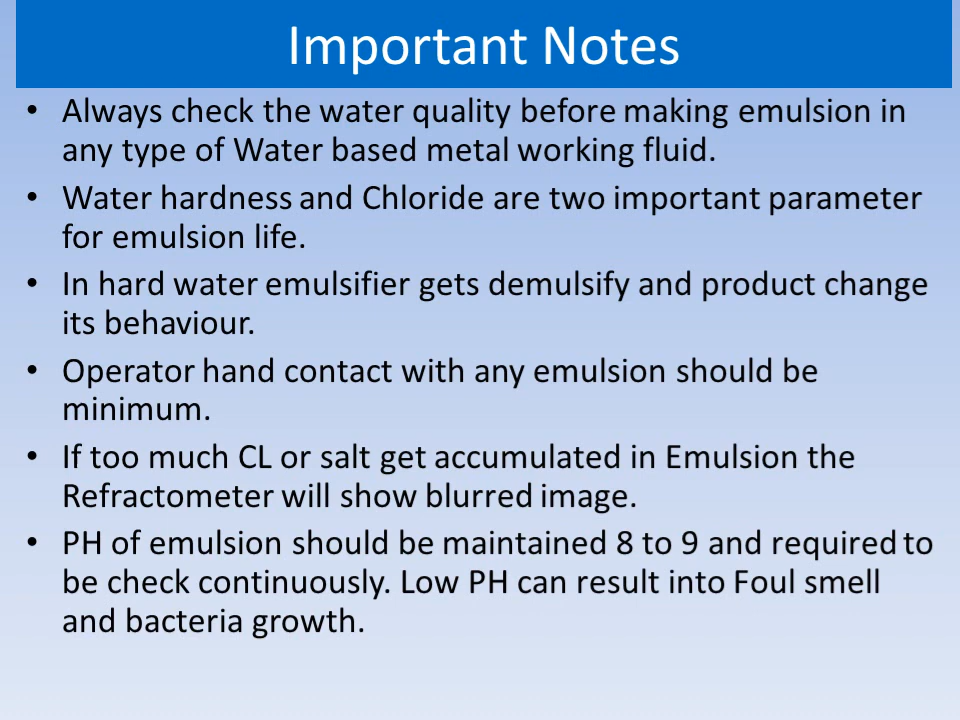 Important Notes
• Always check the water quality before making emulsion in
any type of Water based metal working fluid.
• Water hardness and Chloride are two important parameter
for emulsion life.
• In hard water emulsifier gets demulsify and product change
its behaviour.
• Operator hand contact with any emulsion should be
minimum.
• If too much CL or salt get accumulated in Emulsion the
Refractometer will show blurred image.
• PH of emulsion should be maintained 8 to 9 and required to
be check continuously. Low PH can result into Foul smell
and bacteria growth.